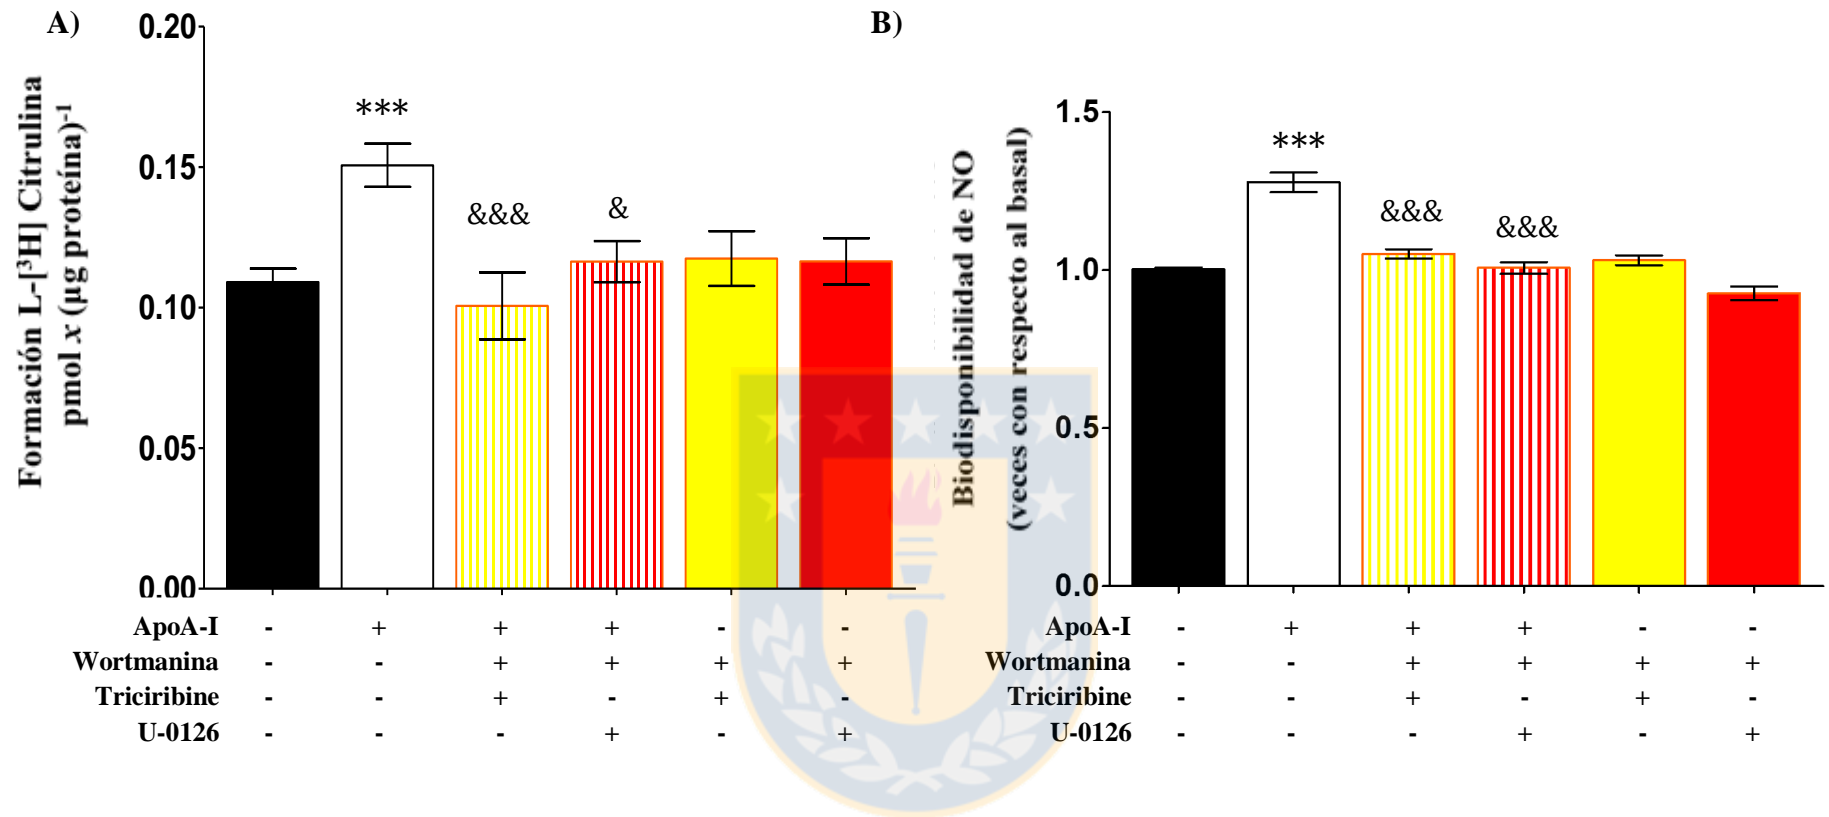 A)
Formación L-[³H] Citrulina
pmol x (µg proteína)⁻¹
0.20
0.15
0.10
0.05
0.00
***
&&&
&
ApoA-I - + + + - -
Wortmanina - - + + + +
Triciribine - - + - + -
U-0126 - - - + - +
B)
Biodisponibilidad de NO
(veces con respecto al basal)
1.5
1.0
0.5
0.0
***
&&&
&&&
ApoA-I - + + + - -
Wortmanina - - + + + +
Triciribine - - + - + -
U-0126 - - - + - +